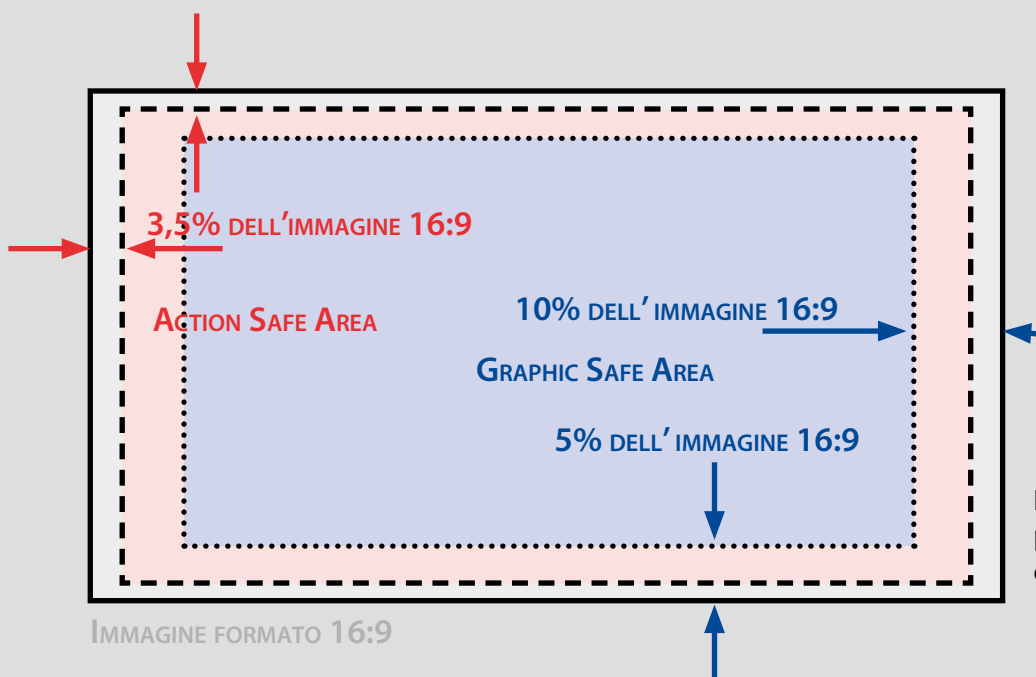 3,5% dell'immagine 16:9
Action Safe Area
10% dell' immagine 16:9
Graphic Safe Area
5% dell' immagine 16:9
Immagine formato 16:9